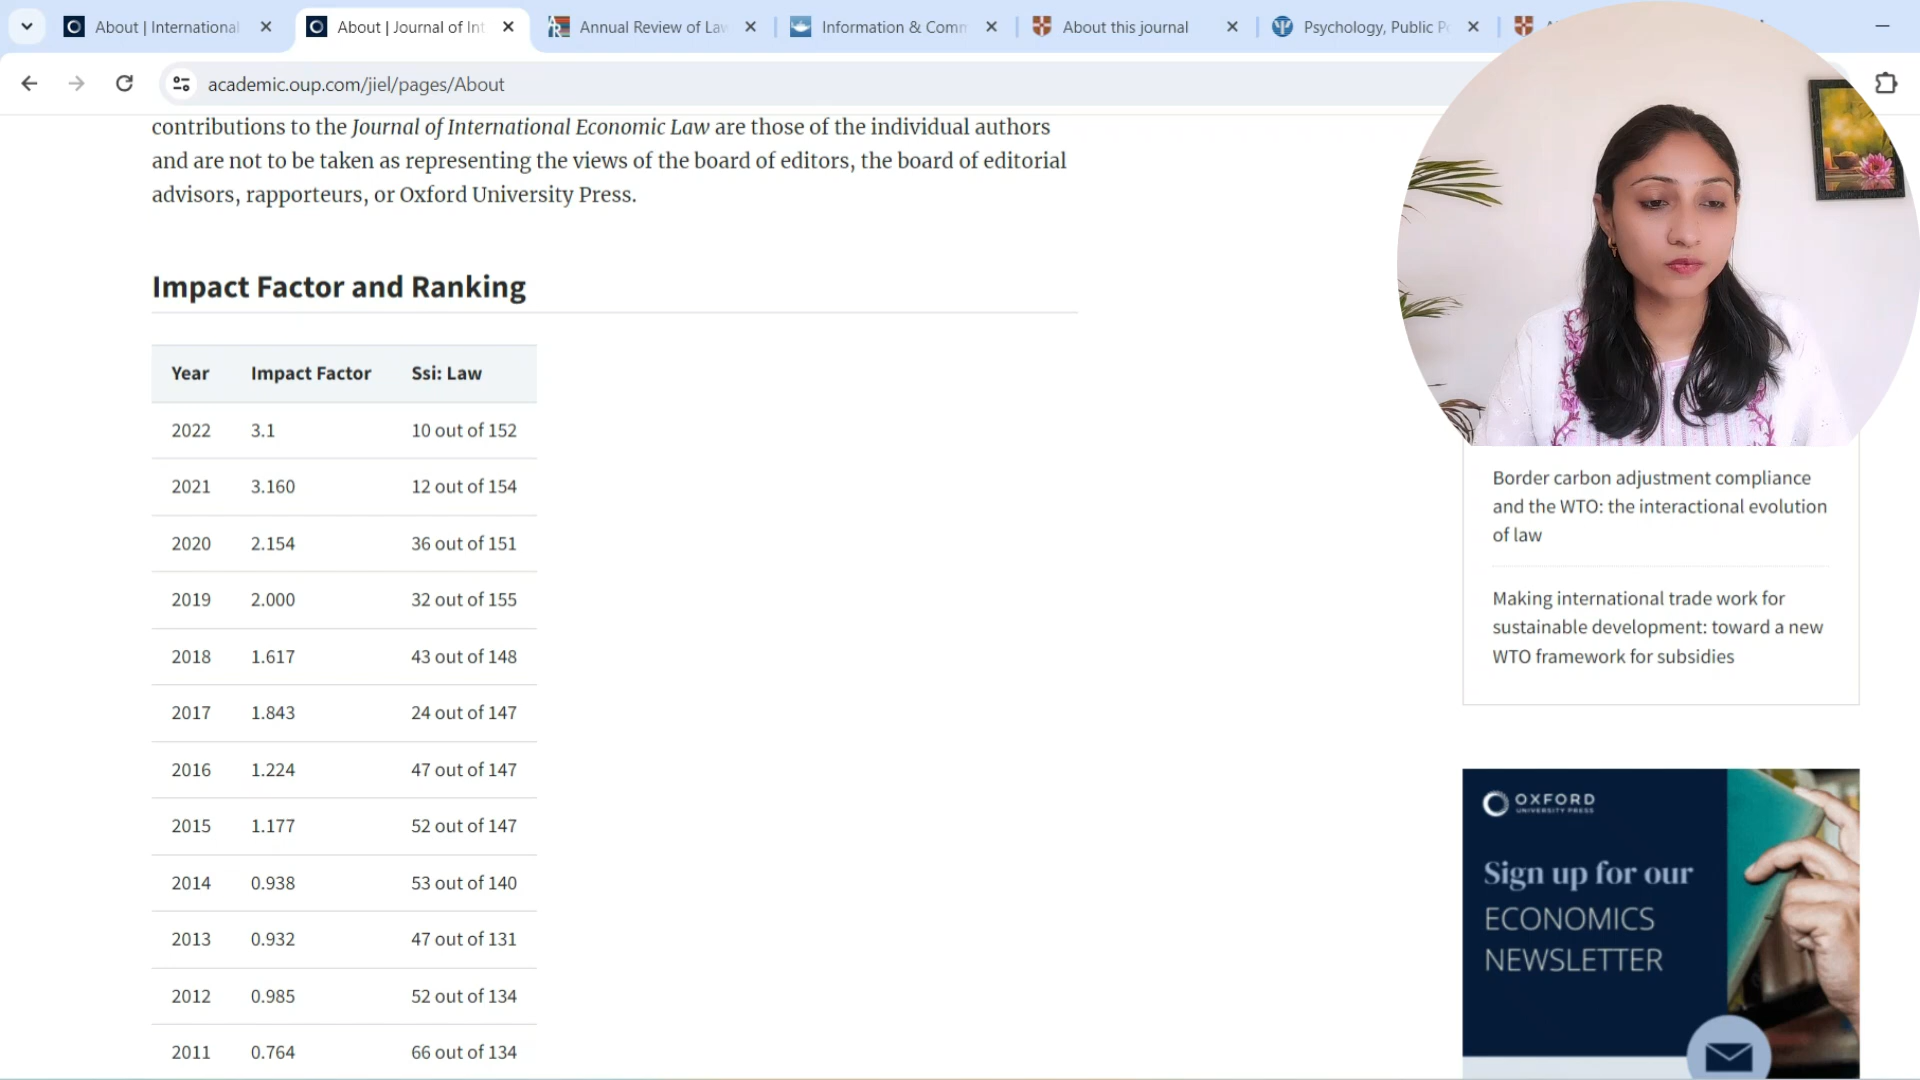 About | International
About | Journal of Int
Annual Review of Law
Information & Comm
About this journal
Psychology, Public Po
academic.oup.com/jiel/pages/About
contributions to the Journal of International Economic Law are those of the individual authors
and are not to be taken as representing the views of the board of editors, the board of editorial
advisors, rapporteurs, or Oxford University Press.
Impact Factor and Ranking
Year Impact Factor Ssi: Law
2022 3.1 10 out of 152
2021 3.160 12 out of 154
2020 2.154 36 out of 151
2019 2.000 32 out of 155
2018 1.617 43 out of 148
2017 1.843 24 out of 147
2016 1.224 47 out of 147
2015 1.177 52 out of 147
2014 0.938 53 out of 140
2013 0.932 47 out of 131
2012 0.985 52 out of 134
2011 0.764 66 out of 134
Border carbon adjustment compliance
and the WTO: the interactional evolution
of law
Making international trade work for
sustainable development: toward a new
WTO framework for subsidies
OXFORD
UNIVERSITY PRESS
Sign up for our
ECONOMICS
NEWSLETTER